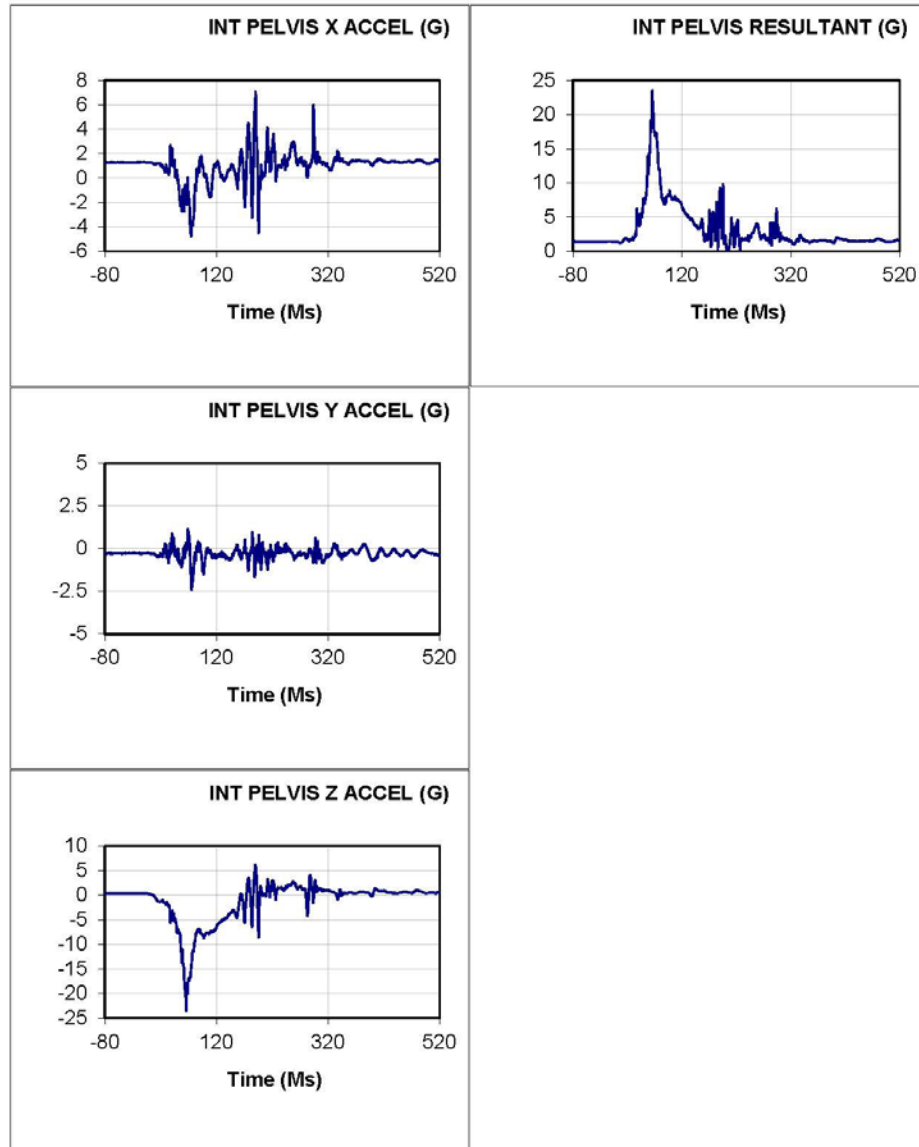 INT PELVIS X ACCEL (G)
8
6
4
2
0
-2
-4
-6
-80 120 320 520
Time (Ms)
INT PELVIS RESULTANT (G)
25
20
15
10
5
0
-80 120 320 520
Time (Ms)
INT PELVIS Y ACCEL (G)
5
2.5
0
-2.5
-5
-80 120 320 520
Time (Ms)
INT PELVIS Z ACCEL (G)
10
5
0
-5
-10
-15
-20
-25
-80 120 320 520
Time (Ms)